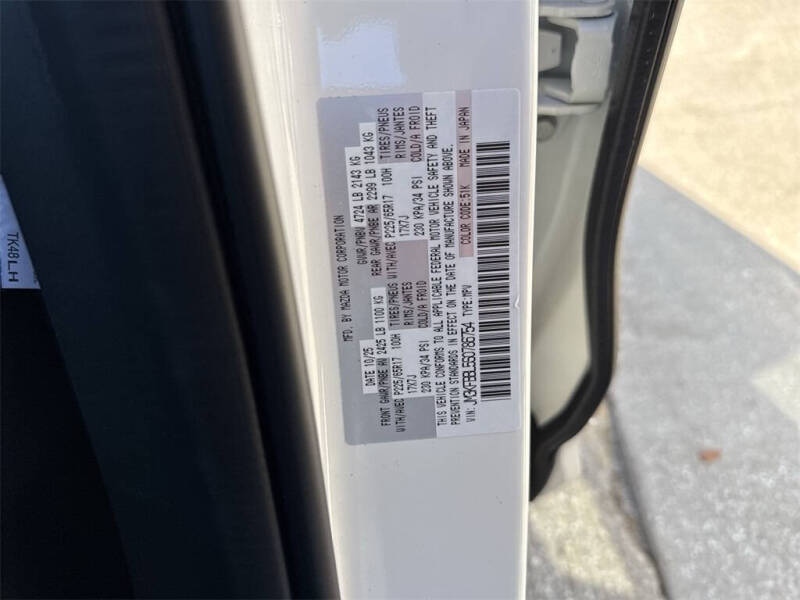 MFD. BY MAZDA MOTOR CORPORATION
DATE 10/25 GVWR/PNBV 4724 LB 2143 KG
FRONT GAWR/PNBE AV 2425 LB 1100 KG REAR GAWR/PNBE AR 2299 LB 1043 KG
WITH/AVEC P225/65R17 100H TIRES/PNEUS WITH/AVEC P225/65R17 100H TIRES/PNEUS
17X7J RIMS/JANTES 17X7J RIMS/JANTES
230 KPA/34 PSI COLD/A FROID 230 KPA/34 PSI COLD/A FROID
THIS VEHICLE CONFORMS TO ALL APPLICABLE FEDERAL MOTOR VEHICLE SAFETY AND THEFT
PREVENTION STANDARDS IN EFFECT ON THE DATE OF MANUFACTURE SHOWN ABOVE.
VIN: JM3KFBBL6S0786754 TYPE:MPV COLOR CODE:51K MADE IN JAPAN
TK48LH